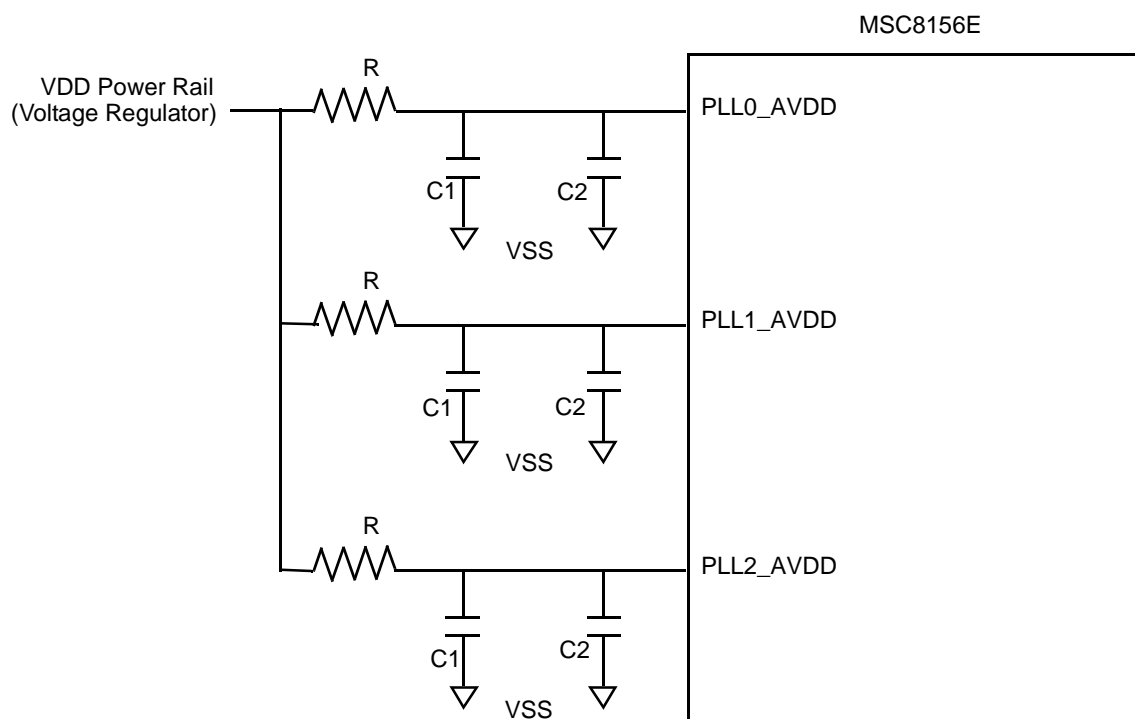 MSC8156E
VDD Power Rail
(Voltage Regulator)
R
PLL0_AVDD
C1
C2
VSS
R
PLL1_AVDD
C1
C2
VSS
R
PLL2_AVDD
C1
C2
VSS